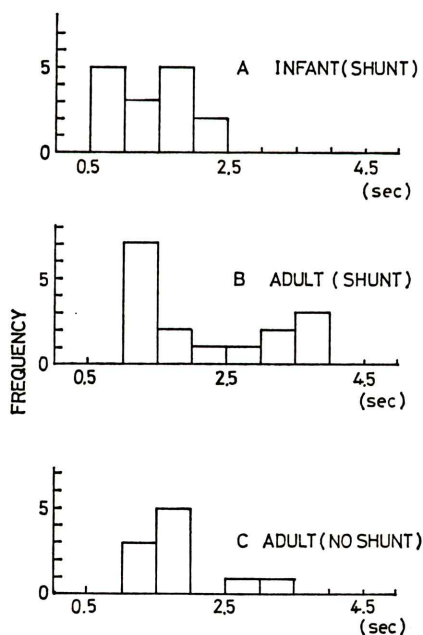 A INFANT(SHUNT)
5
0
0.5 2.5 4.5
(sec)
B ADULT (SHUNT)
5
0
0.5 2.5 4.5
(sec)
FREQUENCY
C ADULT(NO SHUNT)
5
0
0.5 2.5 4.5
(sec)